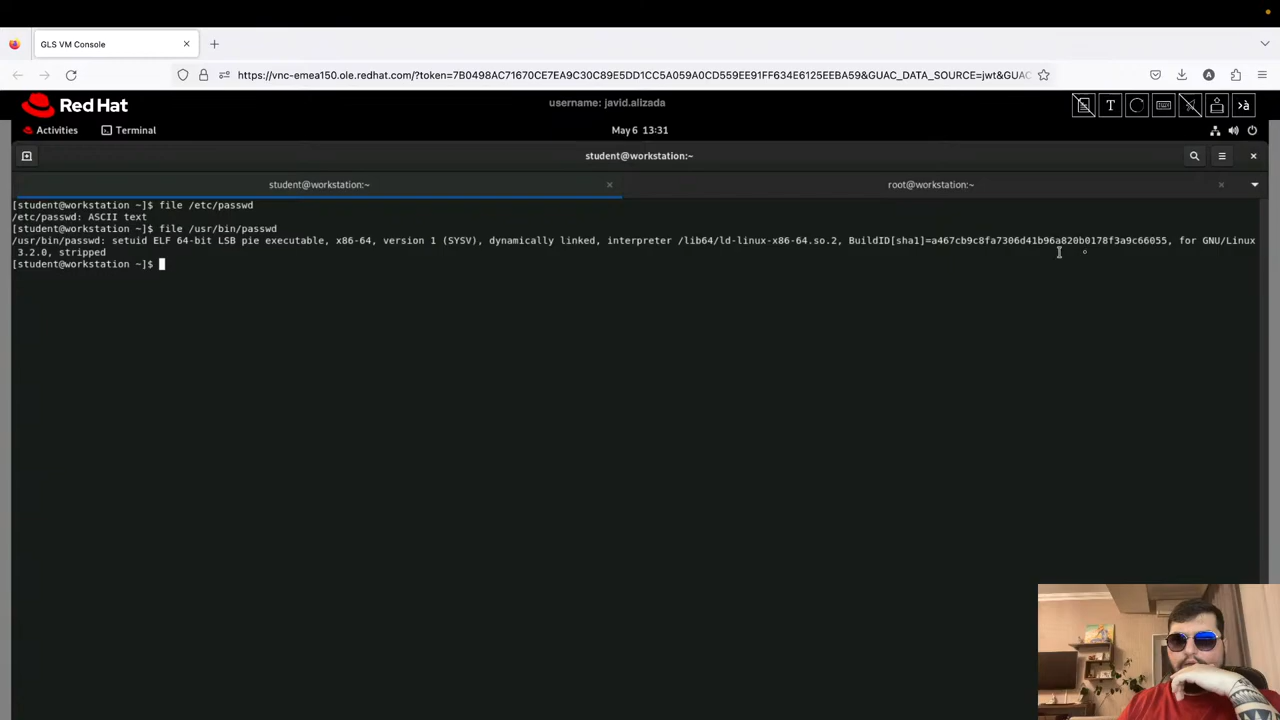 GLS VM Console
https://vnc-emea150.ole.redhat.com/?token=7B0498AC71670CE7EA9C30C89E5DD1CC5A059A0CD559EE91FF634E6125EEBA59&GUAC_DATA_SOURCE=jwt&GUAC
Red Hat
username: javid.alizada
T
›à
Activities Terminal
May 6 13:31
student@workstation:~
student@workstation:~ root@workstation:~
[student@workstation ~]$ file /etc/passwd
/etc/passwd: ASCII text
[student@workstation ~]$ file /usr/bin/passwd
/usr/bin/passwd: setuid ELF 64-bit LSB pie executable, x86-64, version 1 (SYSV), dynamically linked, interpreter /lib64/ld-linux-x86-64.so.2, BuildID[sha1]=a467cb9c8fa7306d41b96a820b0178f3a9c66055, for GNU/Linux
3.2.0, stripped
[student@workstation ~]$